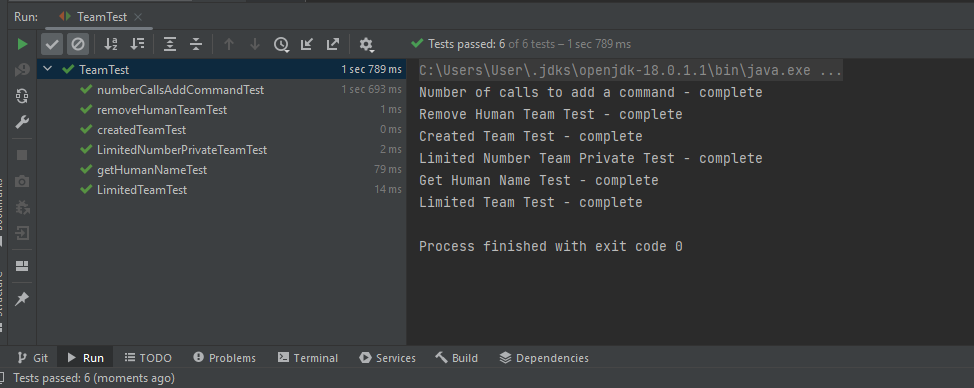 Run: TeamTest
Tests passed: 6 of 6 tests – 1 sec 789 ms
TeamTest 1 sec 789 ms
numberCallsAddCommandTest 1 sec 693 ms
removeHumanTeamTest 1 ms
createdTeamTest 0 ms
LimitedNumberPrivateTeamTest 2 ms
getHumanNameTest 79 ms
LimitedTeamTest 14 ms
C:\Users\User\.jdks\openjdk-18.0.1.1\bin\java.exe ...
Number of calls to add a command - complete
Remove Human Team Test - complete
Created Team Test - complete
Limited Number Team Private Test - complete
Get Human Name Test - complete
Limited Team Test - complete
Process finished with exit code 0
Git Run TODO Problems Terminal Services Build Dependencies
Tests passed: 6 (moments ago)